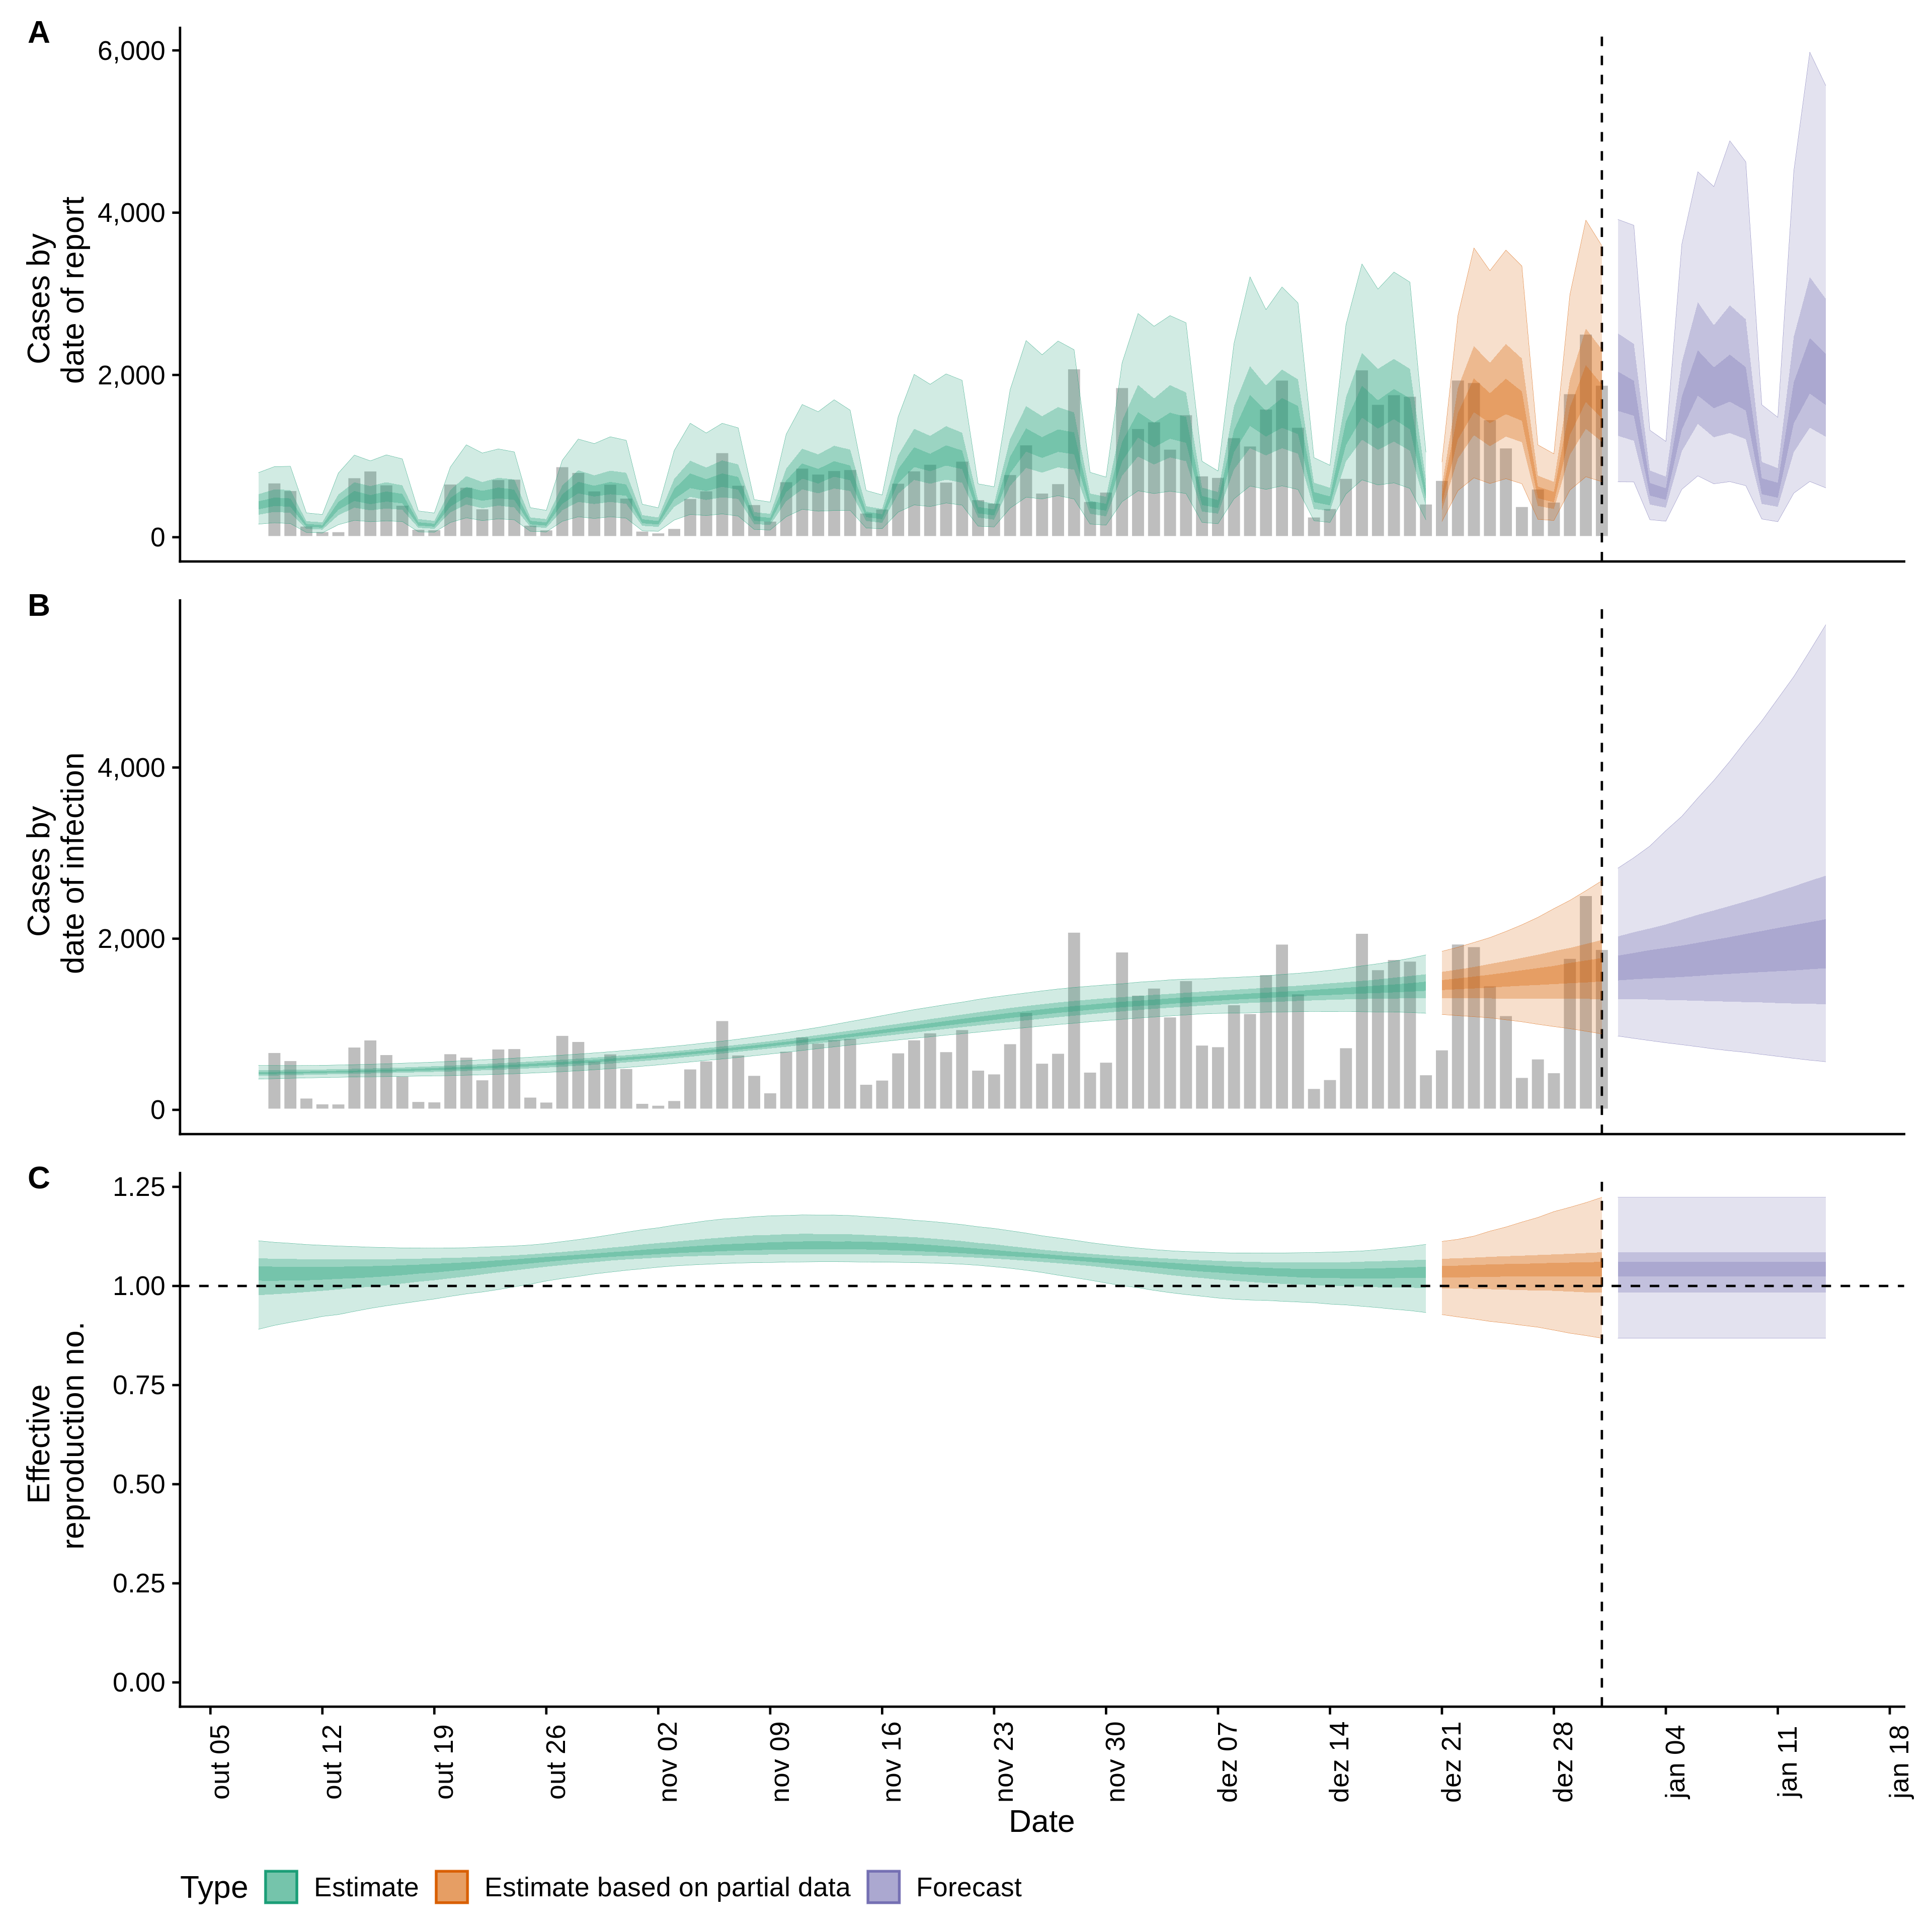 A
6,000
4,000
2,000
0
Cases by
date of report
B
4,000
2,000
0
Cases by
date of infection
C
1.25
1.00
0.75
0.50
0.25
0.00
Effective
reproduction no.
out 05
out 12
out 19
out 26
nov 02
nov 09
nov 16
nov 23
nov 30
dez 07
dez 14
dez 21
dez 28
jan 04
jan 11
jan 18
Date
Type Estimate Estimate based on partial data Forecast